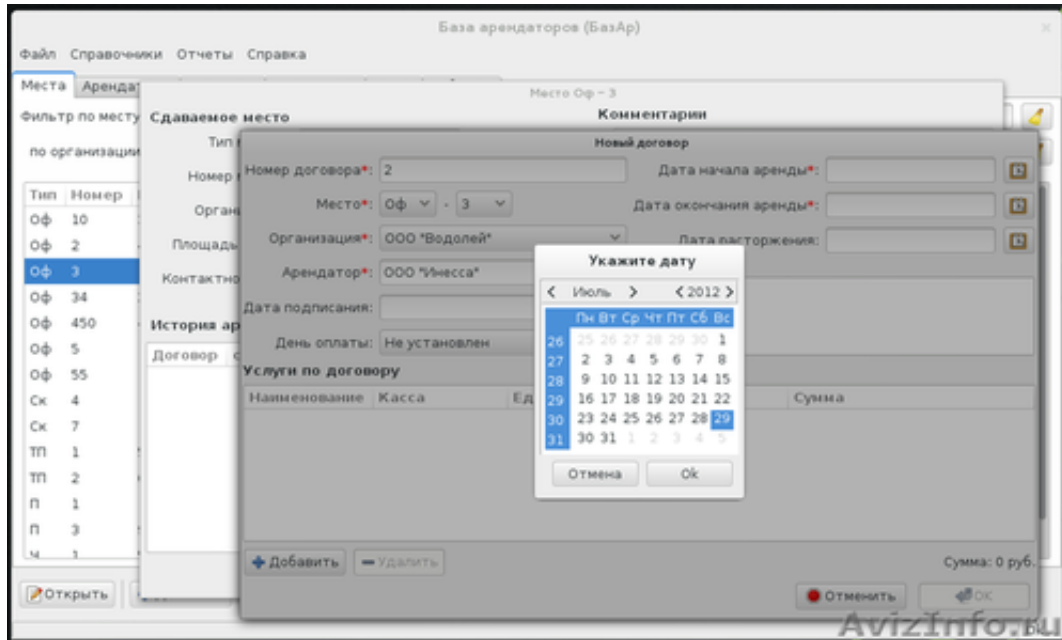 База арендаторов (БазАр)
Файл Справочники Отчеты Справка
Места
Место Оф - 3
Фильтр по месту
Сдаваемое место Комментарии
Тип
Новый договор
по организации
Номер
Номер договора*: 2 Дата начала аренды*:
Тип Номер
Место*: Оф - 3 Дата окончания аренды*:
Оф 10
Организация*: ООО "Водолей" Дата расторжения:
Оф 2
Площадь
Укажите дату
Оф 3
Арендатор*: ООО "Инесса"
Июль 2012
Оф 34
Дата подписания:
Пн Вт Ср Чт Пт Сб Вс
Оф 450
История
26 25 26 27 28 29 30 1
День оплаты: Не установлен
27 2 3 4 5 6 7 8
Оф 5
Договор
Услуги по договору
28 9 10 11 12 13 14 15
Оф 55
Наименование Касса Сумма
29 16 17 18 19 20 21 22
Ск 4
30 23 24 25 26 27 28 29
Ск 7
31 30 31 1 2 3 4 5
ТП 1
Отмена Ok
ТП 2
П 1
П 3
Добавить Удалить Сумма: 0 руб.
Открыть
Отменить ОК
AvizInfo.ru